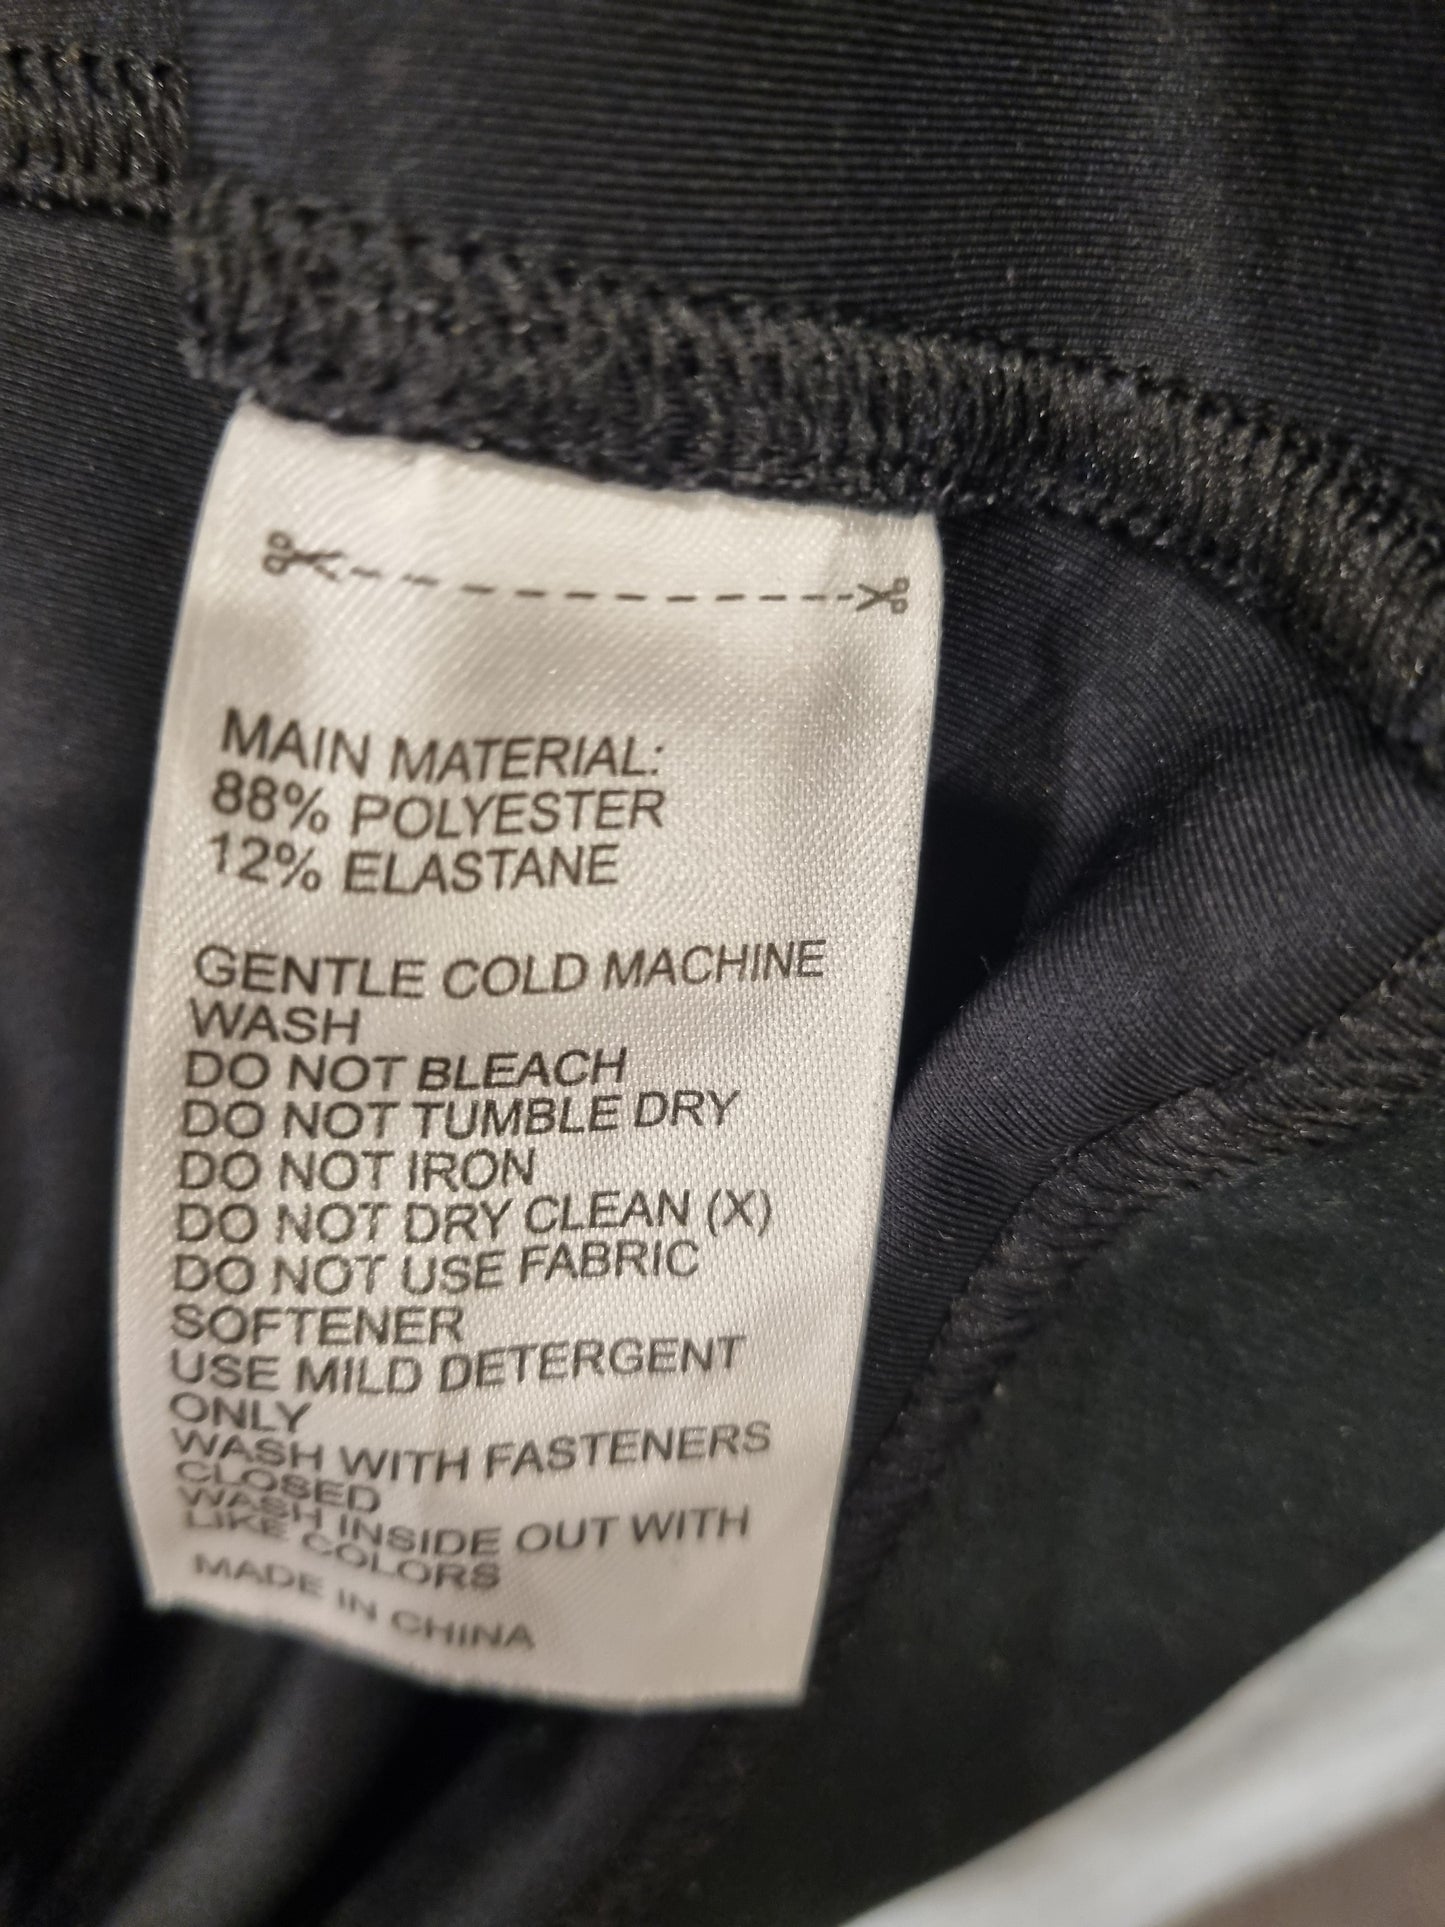 MAIN MATERIAL:
88% POLYESTER
12% ELASTANE
GENTLE COLD MACHINE
WASH
DO NOT BLEACH
DO NOT TUMBLE DRY
DO NOT IRON
DO NOT DRY CLEAN (X)
DO NOT USE FABRIC
SOFTENER
USE MILD DETERGENT
ONLY
WASH WITH FASTENERS
CLOSED
WASH INSIDE OUT WITH
LIKE COLORS
MADE IN CHINA